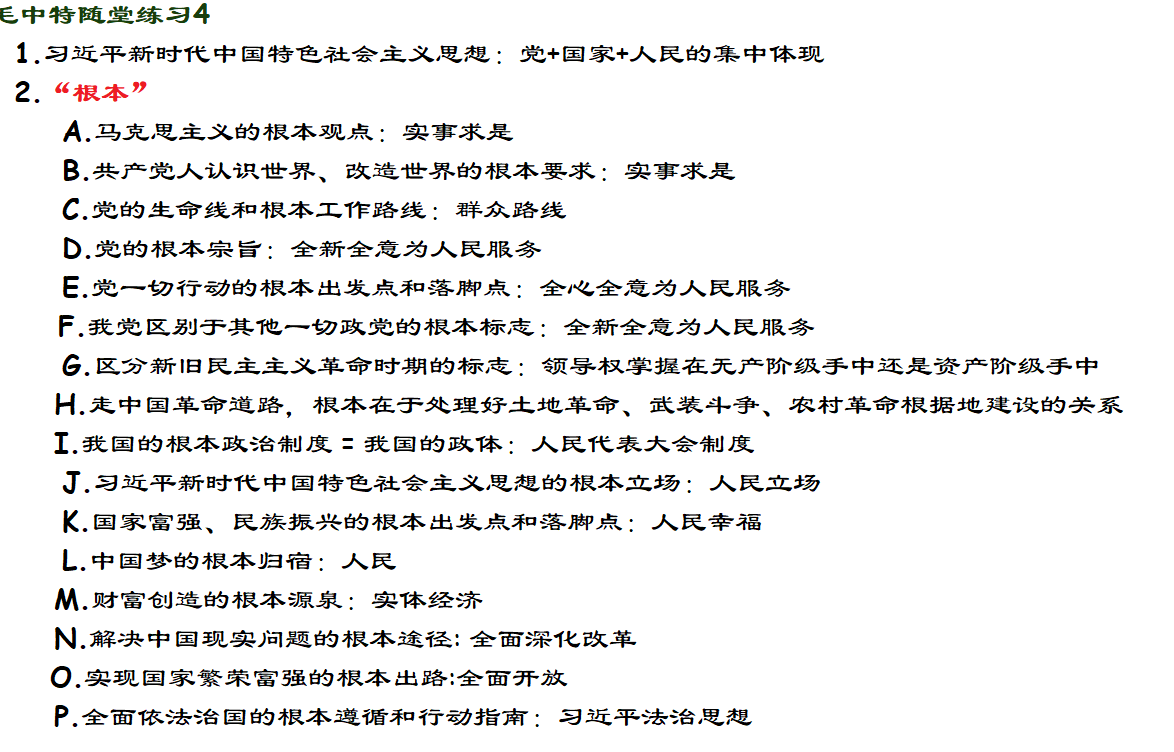 毛中特随堂练习4
1.习近平新时代中国特色社会主义思想：党+国家+人民的集中体现
2.“根本”
A.马克思主义的根本观点：实事求是
B.共产党人认识世界、改造世界的根本要求：实事求是
C.党的生命线和根本工作路线：群众路线
D.党的根本宗旨：全新全意为人民服务
E.党一切行动的根本出发点和落脚点：全心全意为人民服务
F.我党区别于其他一切政党的根本标志：全新全意为人民服务
G.区分新旧民主主义革命时期的标志：领导权掌握在无产阶级手中还是资产阶级手中
H.走中国革命道路，根本在于处理好土地革命、武装斗争、农村革命根据地建设的关系
I.我国的根本政治制度 = 我国的政体：人民代表大会制度
J.习近平新时代中国特色社会主义思想的根本立场：人民立场
K.国家富强、民族振兴的根本出发点和落脚点：人民幸福
L.中国梦的根本归宿：人民
M.财富创造的根本源泉：实体经济
N.解决中国现实问题的根本途径: 全面深化改革
O.实现国家繁荣富强的根本出路:全面开放
P.全面依法治国的根本遵循和行动指南：习近平法治思想